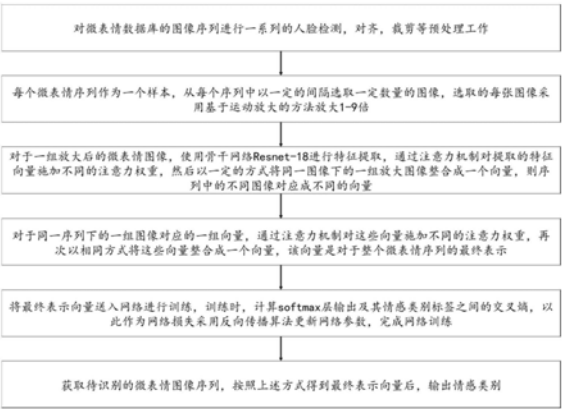 对微表情数据库的图像序列进行一系列的人脸检测，对齐，裁剪等预处理工作
每个微表情序列作为一个样本，从每个序列中以一定的间隔选取一定数量的图像，选取的每张图像采
用基于运动放大的方法放大1-9倍
对于一组放大后的微表情图像，使用骨干网络Resnet-18进行特征提取，通过注意力机制对提取的特征
向量施加不同的注意力权重，然后以一定的方式将同一图像下的一组放大图像整合成一个向量，则序
列中的不同图像对应成不同的向量
对于同一序列下的一组图像对应的一组向量，通过注意力机制对这些向量施加不同的注意力权重，再
次以相同方式将这些向量整合成一个向量，该向量是对于整个微表情序列的最终表示
将最终表示向量送入网络进行训练，训练时，计算softmax层输出及其情感类别标签之间的交叉熵，以
此作为网络损失采用反向传播算法更新网络参数，完成网络训练
获取待识别的微表情图像序列，按照上述方式得到最终表示向量后，输出情感类别